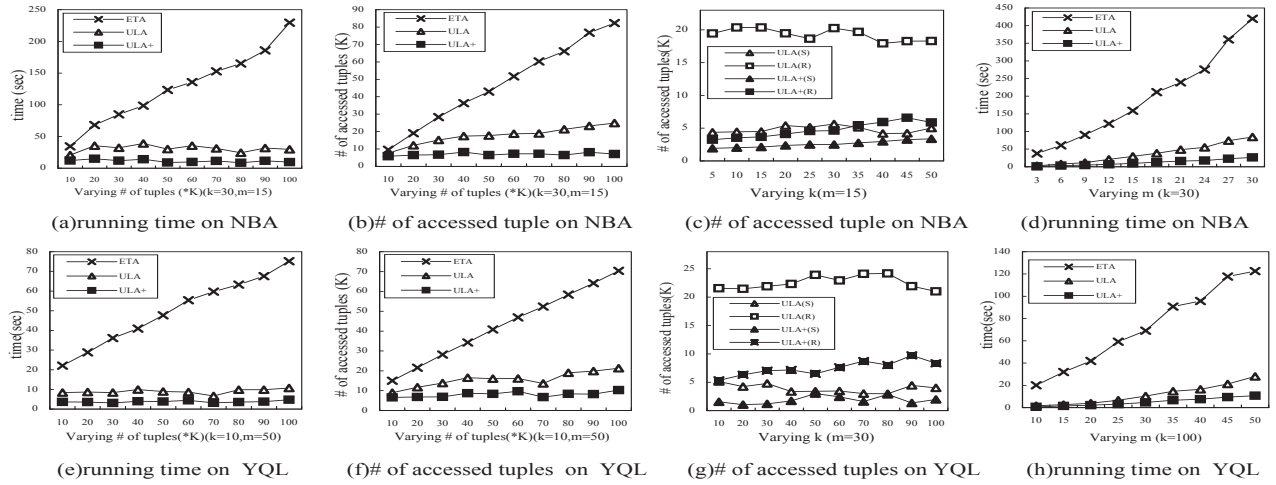 250
200
150
100
50
0
time (sec)
ETA
ULA
ULA+
10 20 30 40 50 60 70 80 90 100
Varying # of tuples (*K)(k=30,m=15)
(a)running time on NBA
90
80
70
60
50
40
30
20
10
0
# of accessed tuples (K)
ETA
ULA
ULA+
10 20 30 40 50 60 70 80 90 100
Varying # of tuples (*K)(k=30,m=15)
(b)# of accessed tuple on NBA
20
15
10
5
0
# of accessed tuples(K)
ULA(S)
ULA(R)
ULA+(S)
ULA+(R)
5 10 15 20 25 30 35 40 45 50
Varying k(m=15)
(c)# of accessed tuple on NBA
450
400
350
300
250
200
150
100
50
0
time (sec)
ETA
ULA
ULA+
3 6 9 12 15 18 21 24 27 30
Varying m (k=30)
(d)running time on NBA
80
70
60
50
40
30
20
10
0
time(sec)
ETA
ULA
ULA+
10 20 30 40 50 60 70 80 90 100
Varying # of tuples(*K)(k=10,m=50)
(e)running time on YQL
80
70
60
50
40
30
20
10
0
# of accessed tuples (K)
ETA
ULA
ULA+
10 20 30 40 50 60 70 80 90 100
Varying # of tuples(*K)(k=10,m=50)
(f)# of accessed tuples on YQL
25
20
15
10
5
0
# of accessed tuples(K)
ULA(S)
ULA(R)
ULA+(S)
ULA+(R)
10 20 30 40 50 60 70 80 90 100
Varying k (m=30)
(g)# of accessed tuples on YQL
140
120
100
80
60
40
20
0
time(sec)
ETA
ULA
ULA+
10 15 20 25 30 35 40 45 50
Varying m (k=100)
(h)running time on YQL